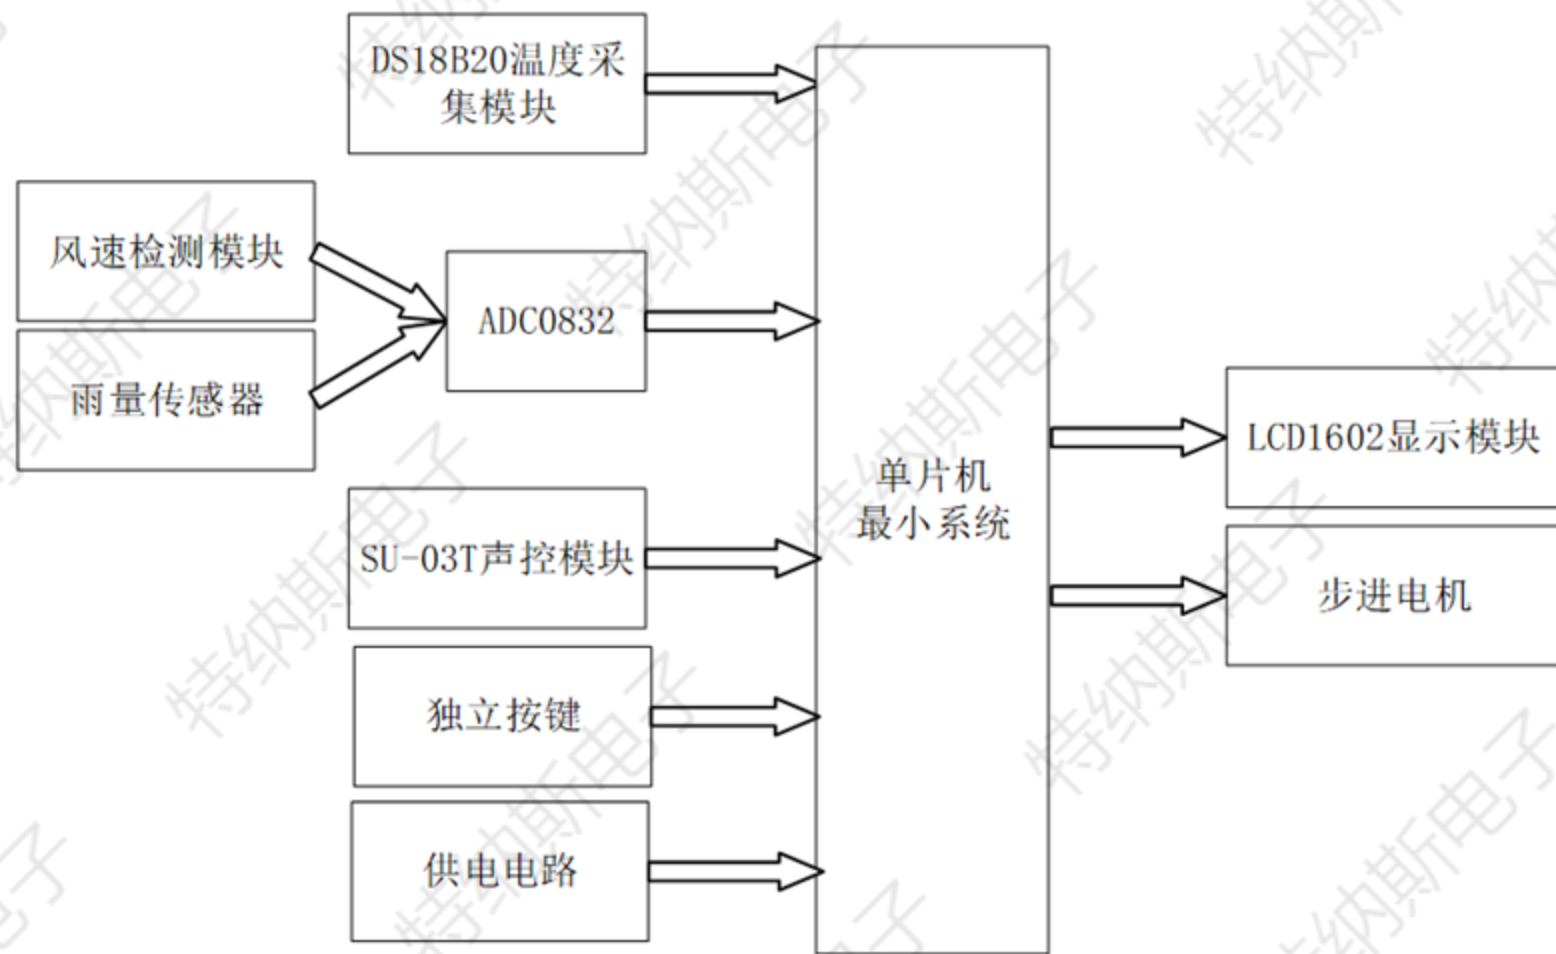 DS18B20温度采
集模块
风速检测模块
ADC0832
雨量传感器
LCD1602显示模块
单片机
最小系统
SU-03T声控模块
步进电机
独立按键
供电电路
特纳斯电子